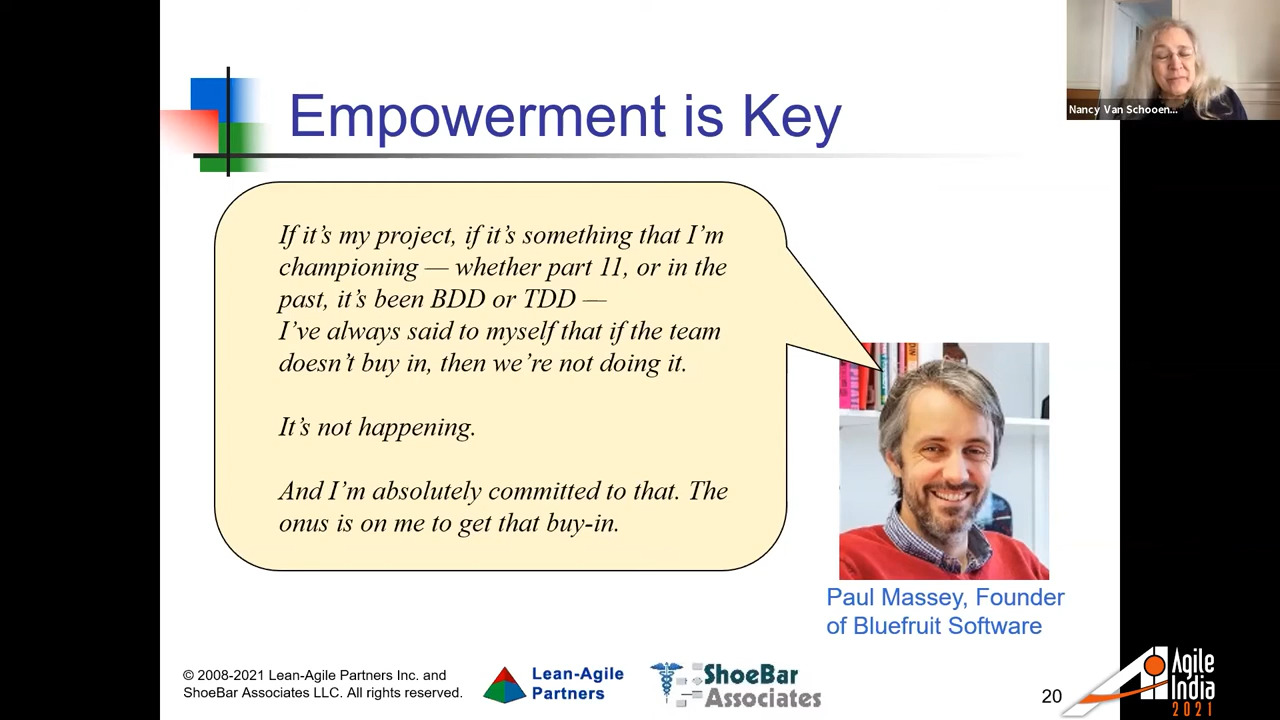 Empowerment is Key
Nancy Van Schooen...
If it's my project, if it's something that I'm
championing — whether part 11, or in the
past, it's been BDD or TDD —
I've always said to myself that if the team
doesn't buy in, then we're not doing it.
It's not happening.
And I'm absolutely committed to that. The
onus is on me to get that buy-in.
Paul Massey, Founder
of Bluefruit Software
© 2008-2021 Lean-Agile Partners Inc. and
ShoeBar Associates LLC. All rights reserved.
Lean-Agile
Partners
ShoeBar
Associates
20
Agile
India
2021